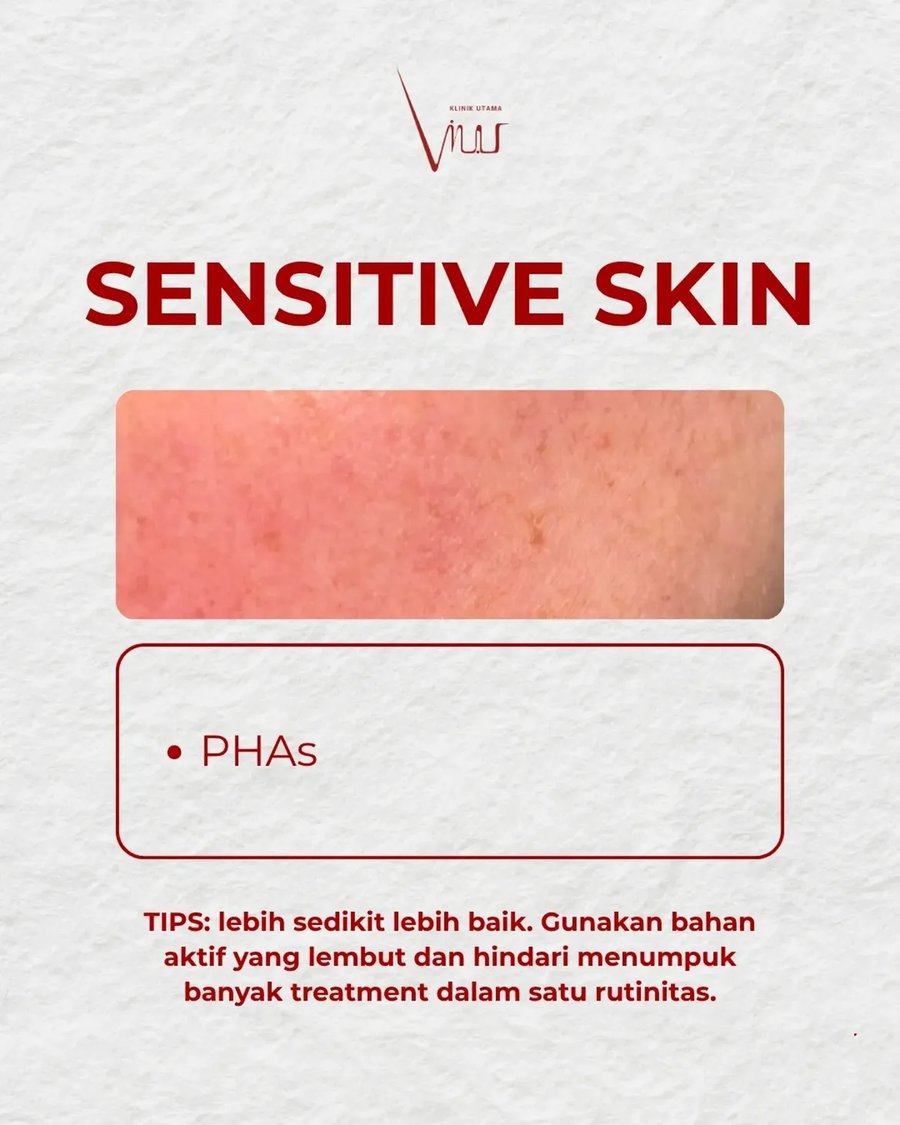 KLINIK UTAMA
SENSITIVE SKIN
• PHAs
TIPS: lebih sedikit lebih baik. Gunakan bahan
aktif yang lembut dan hindari menumpuk
banyak treatment dalam satu rutinitas.